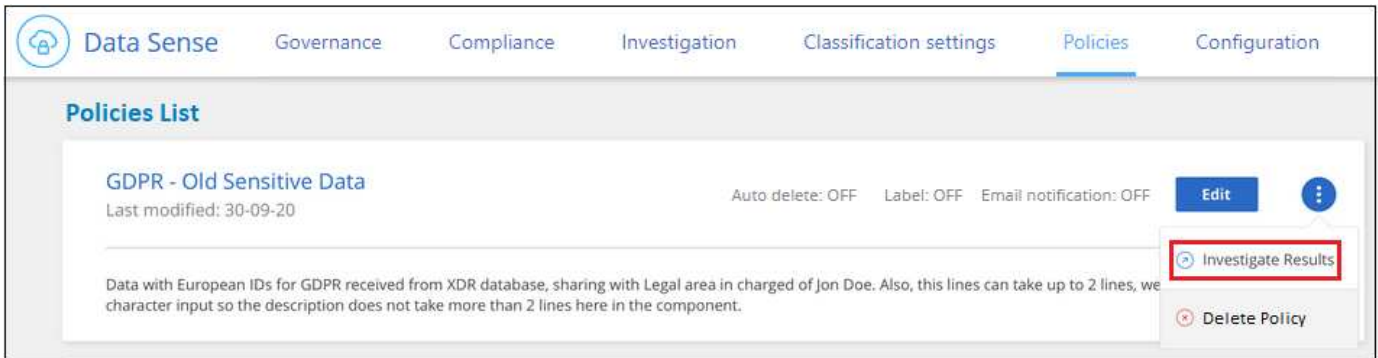 Data Sense Governance Compliance Investigation Classification settings Policies Configuration
Policies List
GDPR - Old Sensitive Data
Last modified: 30-09-20
Auto delete: OFF Label: OFF Email notification: OFF Edit
Investigate Results
Data with European IDs for GDPR received from XDR database, sharing with Legal area in charged of Jon Doe. Also, this lines can take up to 2 lines, we
character input so the description does not take more than 2 lines here in the component.
Delete Policy